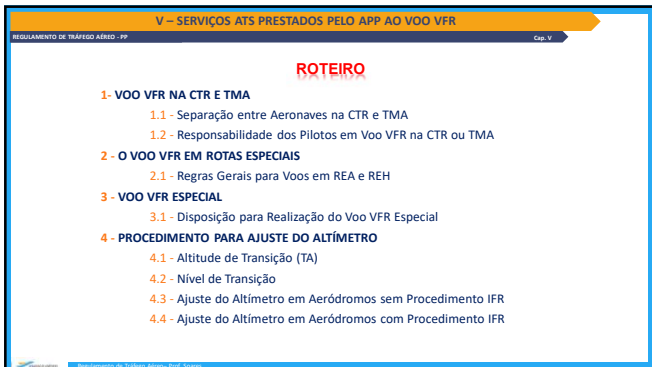 V – SERVIÇOS ATS PRESTADOS PELO APP AO VOO VFR
REGULAMENTO DE TRÁFEGO AÉREO - PP Cap. V
ROTEIRO
1- VOO VFR NA CTR E TMA
1.1 - Separação entre Aeronaves na CTR e TMA
1.2 - Responsabilidade dos Pilotos em Voo VFR na CTR ou TMA
2 - O VOO VFR EM ROTAS ESPECIAIS
2.1 - Regras Gerais para Voos em REA e REH
3 - VOO VFR ESPECIAL
3.1 - Disposição para Realização do Voo VFR Especial
4 - PROCEDIMENTO PARA AJUSTE DO ALTÍMETRO
4.1 - Altitude de Transição (TA)
4.2 - Nível de Transição
4.3 - Ajuste do Altímetro em Aeródromos sem Procedimento IFR
4.4 - Ajuste do Altímetro em Aeródromos com Procedimento IFR
Regulamento de Tráfego Aéreo– Prof.